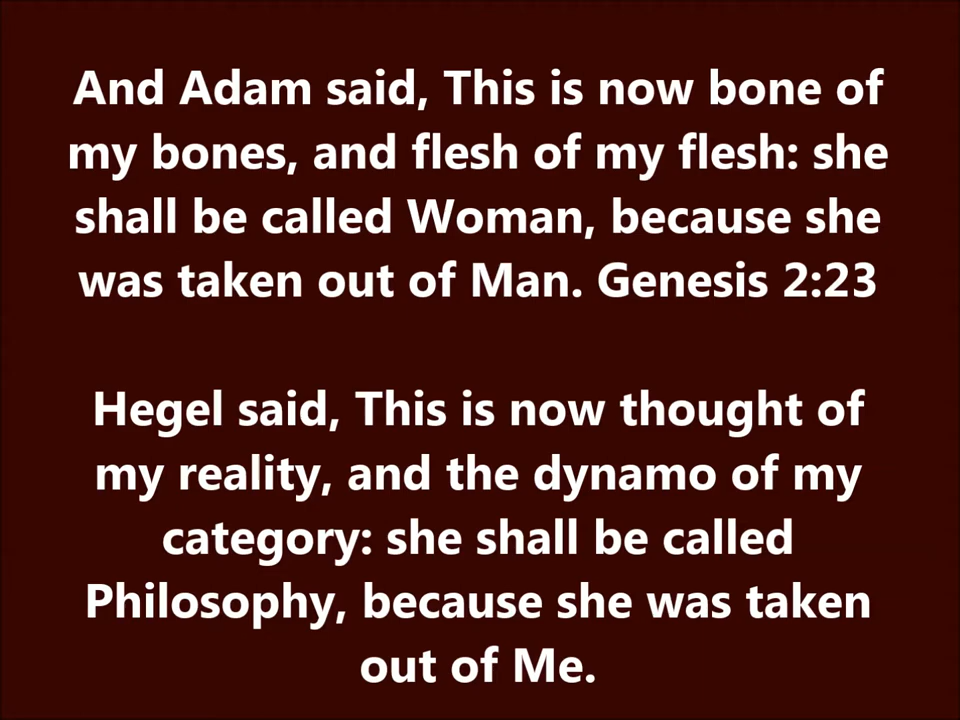 And Adam said, This is now bone of
my bones, and flesh of my flesh: she
shall be called Woman, because she
was taken out of Man. Genesis 2:23
Hegel said, This is now thought of
my reality, and the dynamo of my
category: she shall be called
Philosophy, because she was taken
out of Me.